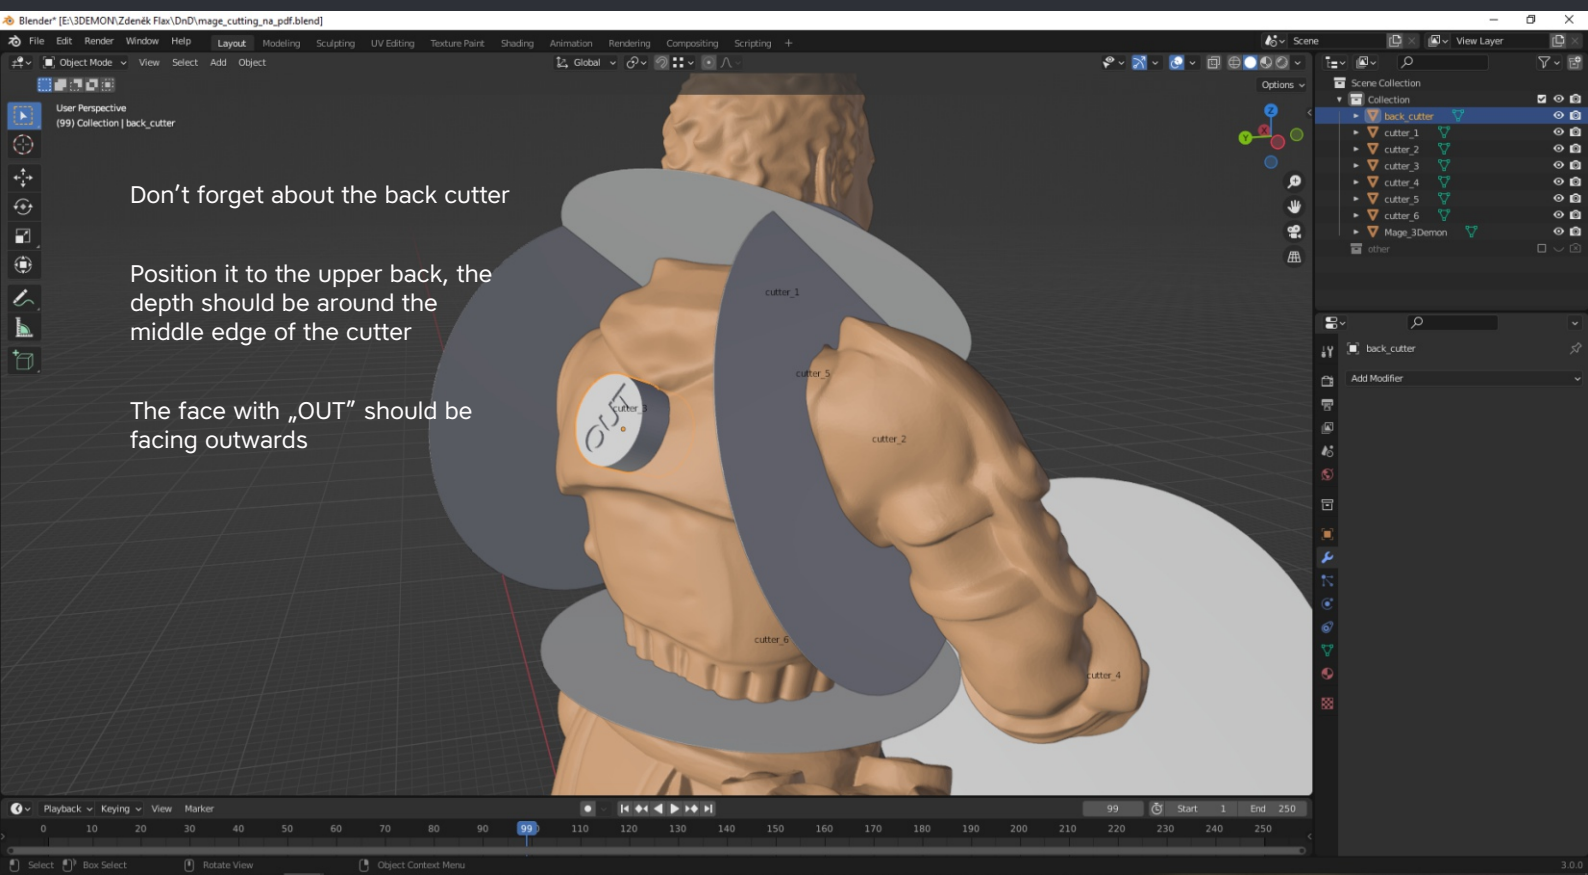 Blender* [E:\3DEMON\Zdeněk Flax\DnD\mage_cutting_na_pdf.blend]
File Edit Render Window Help Layout Modeling Sculpting UV Editing Texture Paint Shading Animation Rendering Compositing Scripting + Scene View Layer
Object Mode View Select Add Object Global
Options
User Perspective
(99) Collection | back_cutter
Don't forget about the back cutter
Position it to the upper back, the
depth should be around the
middle edge of the cutter
The face with „OUT” should be
facing outwards
OUT
cutter_1
cutter_5
cutter_3
cutter_2
cutter_6
cutter_4
Z
Y
X
Scene Collection
Collection
back_cutter
cutter_1
cutter_2
cutter_3
cutter_4
cutter_5
cutter_6
Mage_3Demon
other
back_cutter
Add Modifier
Playback Keying View Marker 99 Start 1 End 250
0 10 20 30 40 50 60 70 80 90 99 110 120 130 140 150 160 170 180 190 200 210 220 230 240 250
Select Box Select Rotate View Object Context Menu 3.0.0